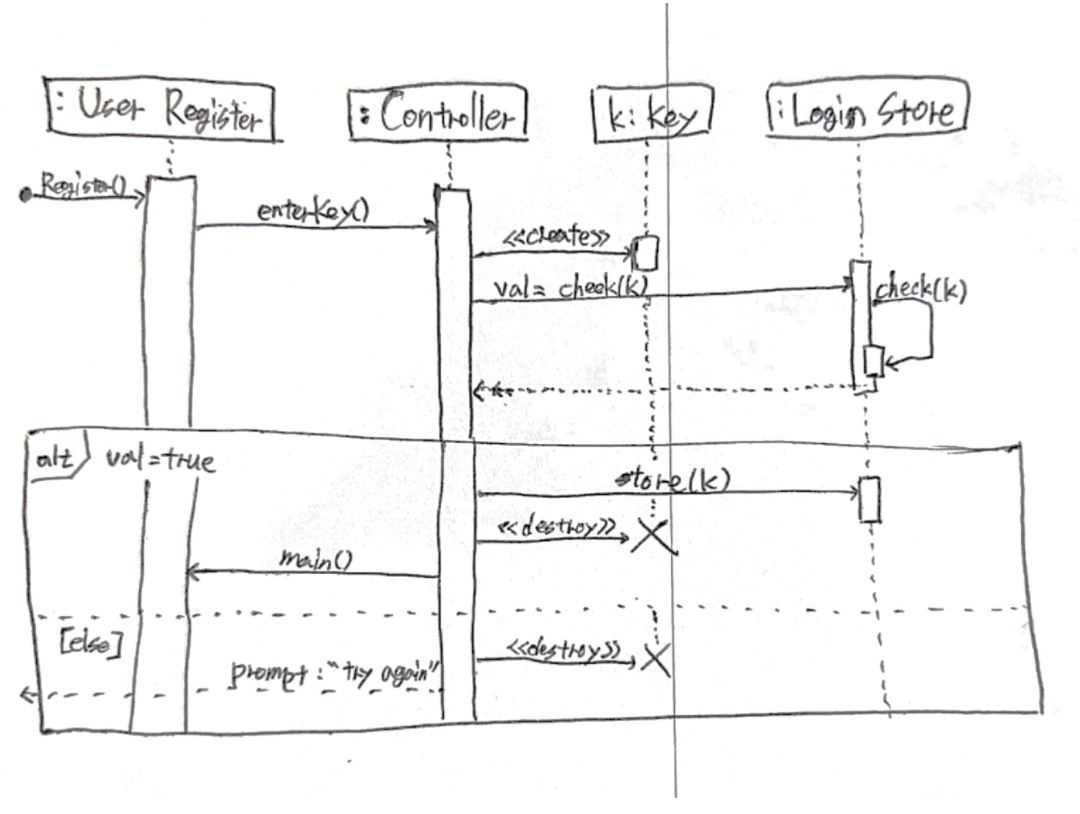 : User Register
: Controller
k: key
:Login Store
Register()
enterKey()
<<create>>
val= check(k)
check(k)
alt
val=true
store(k)
<<destroy>>
main()
[else]
<<destroy>>
prompt : "try again"